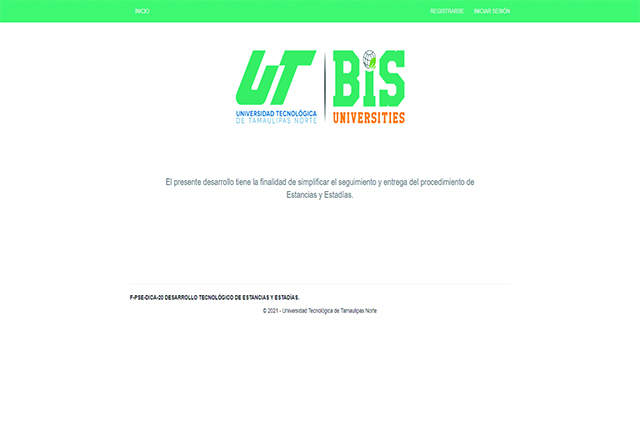 INICIO
REGISTRARSE
INICIAR SESIÓN
UT
BiS
UNIVERSIDAD TECNOLÓGICA
DE TAMAULIPAS NORTE
UNIVERSITIES
El presente desarrollo tiene la finalidad de simplificar el seguimiento y entrega del procedimiento de
Estancias y Estadías.
F-PSE-DICA-20 DESARROLLO TECNOLÓGICO DE ESTANCIAS Y ESTADÍAS.
© 2021 - Universidad Tecnológica de Tamaulipas Norte